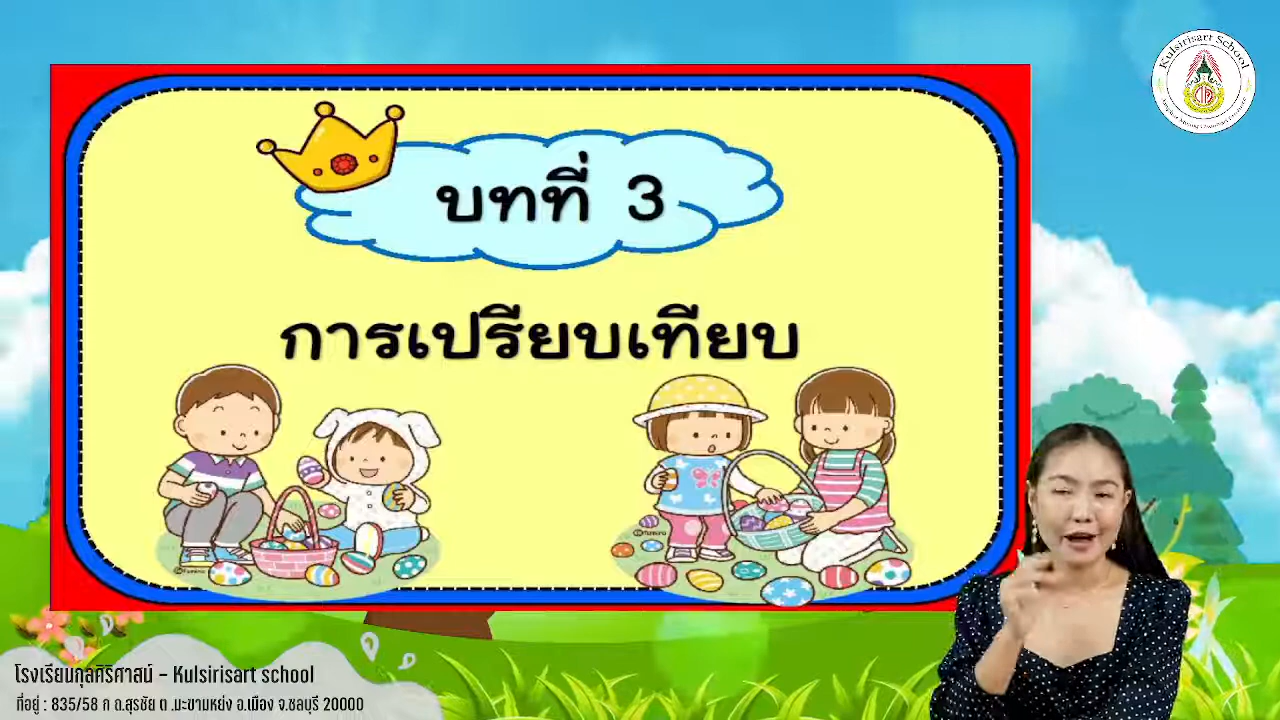 Kulsirisart School
บทที่ 3
การเปรียบเทียบ
โรงเรียนกุลศิริศาสน์ - Kulsirisart school
ที่อยู่ : 835/58 ก ถ.สุรชัย ต .มะขามหย่ง อ.เมือง จ.ชลบุรี 20000